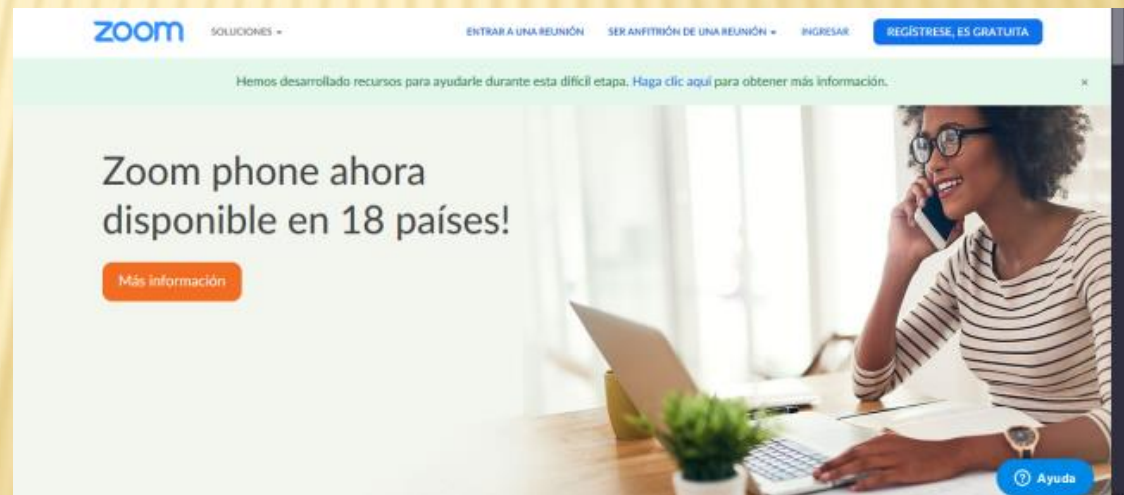 zoom SOLUCIONES ENTRAR A UNA REUNIÓN SER ANFITRIÓN DE UNA REUNIÓN INGRESAR REGÍSTRESE, ES GRATUITA
Hemos desarrollado recursos para ayudarle durante esta difícil etapa. Haga clic aquí para obtener más información. ×
Zoom phone ahora
disponible en 18 países!
Más información
? Ayuda